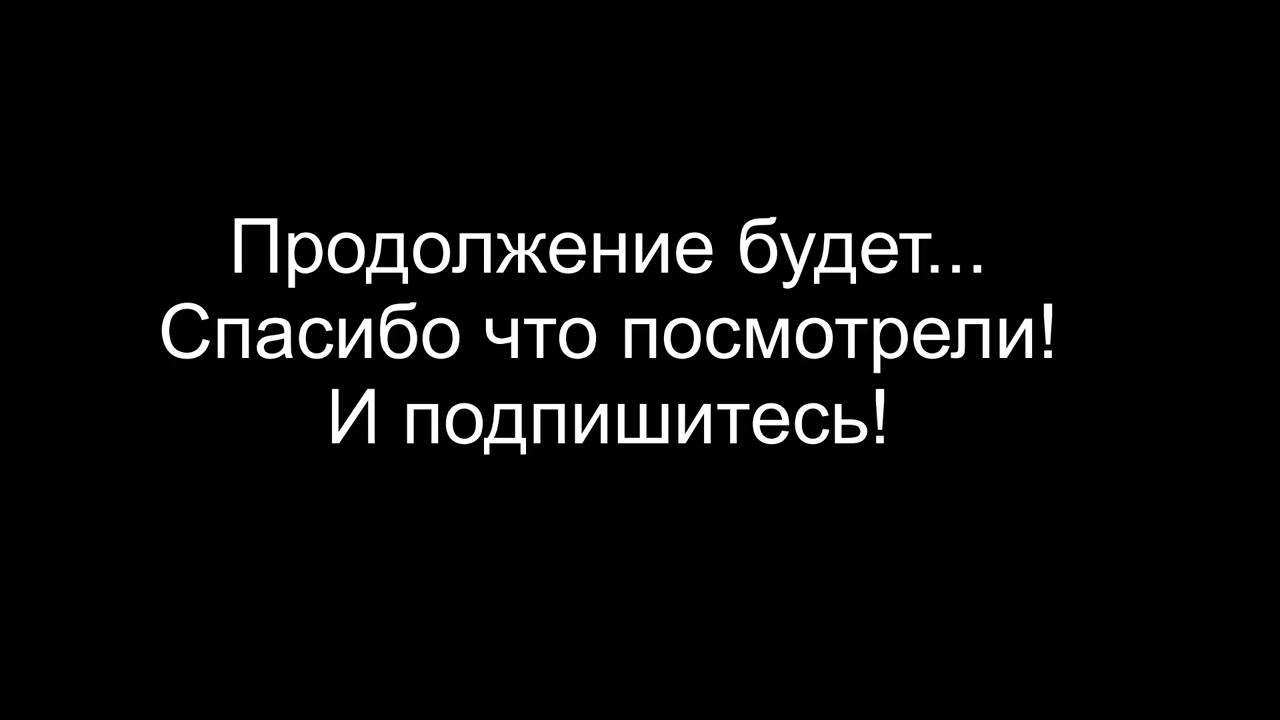 Продолжение будет...
Спасибо что посмотрели!
И подпишитесь!